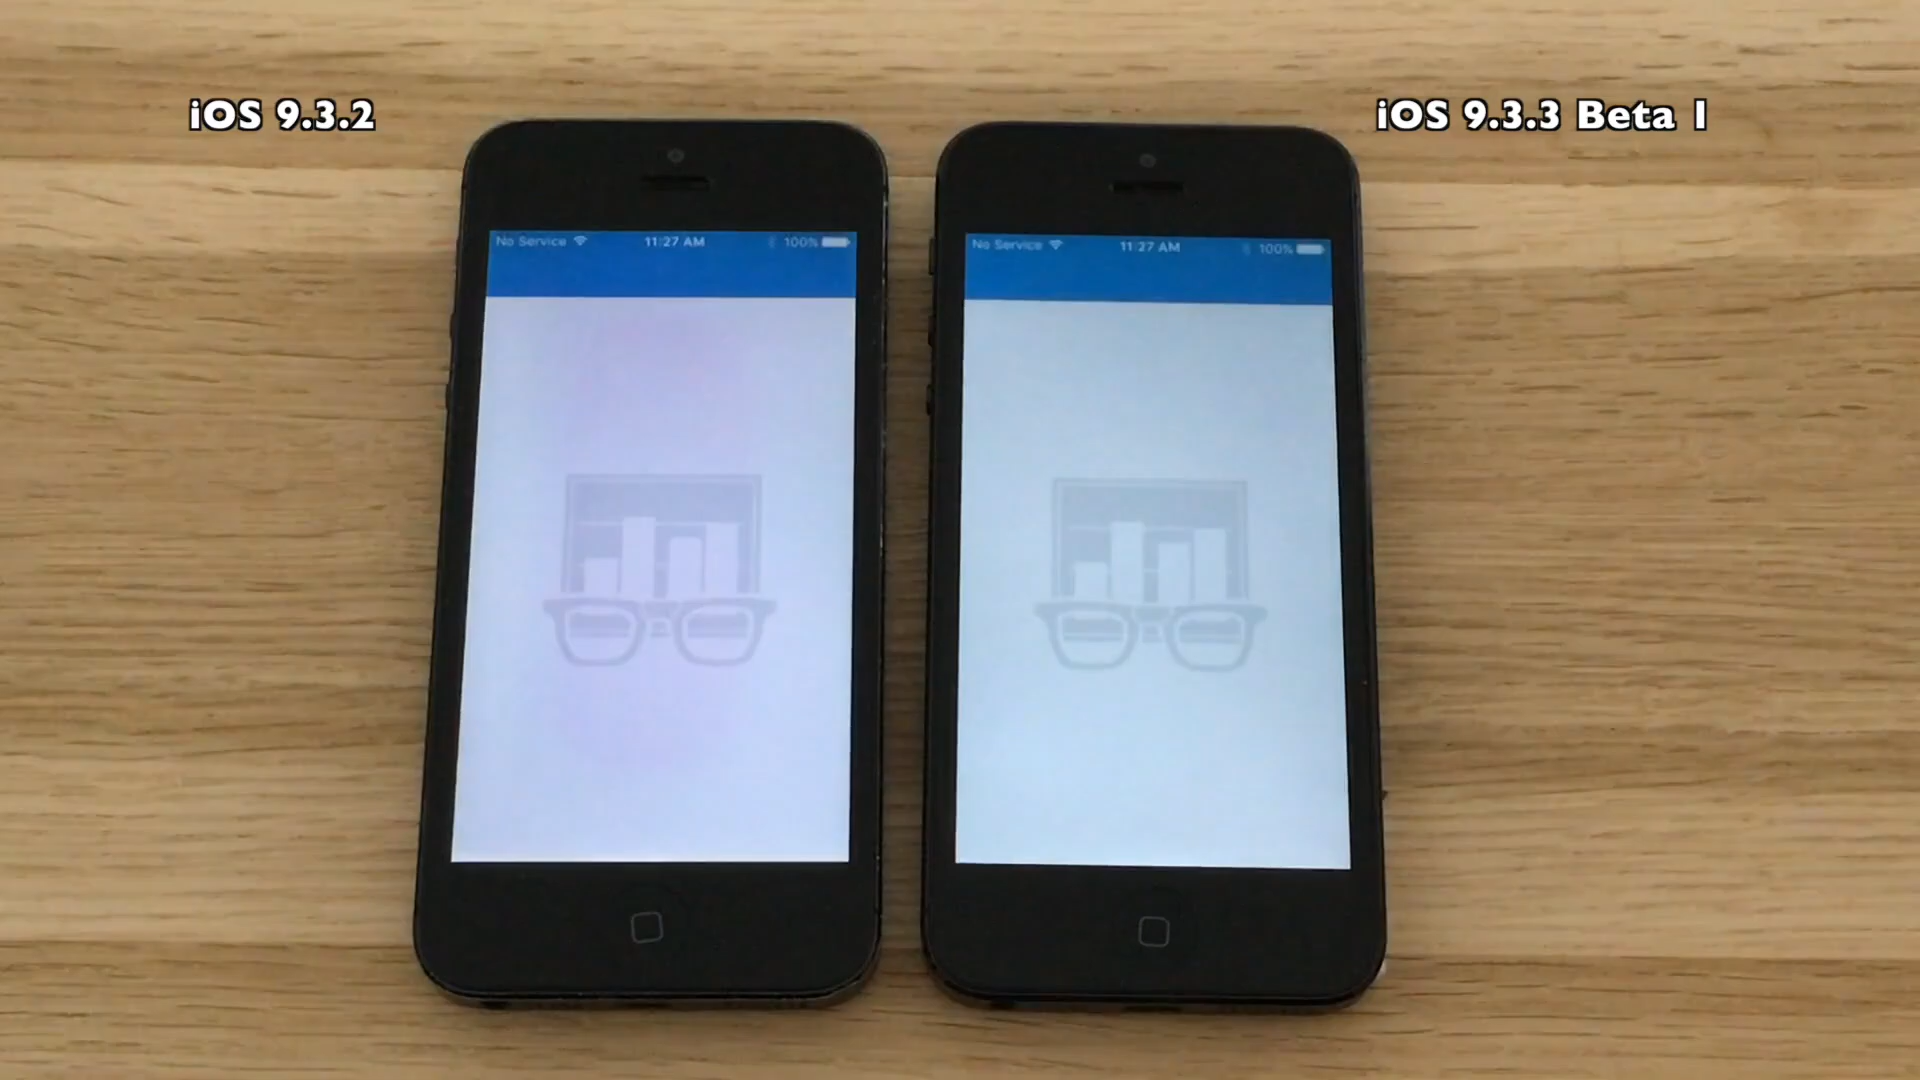 iOS 9.3.2
iOS 9.3.3 Beta 1
No Service 11:27 AM 100%
No Service 11:27 AM 100%